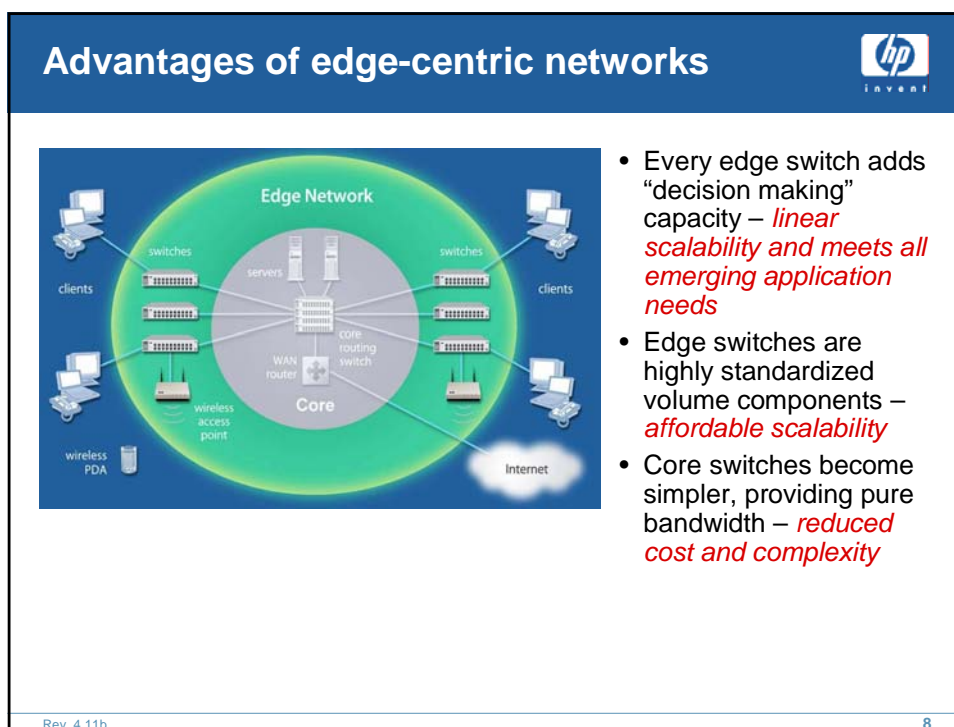 Advantages of edge-centric networks
hp
invent
Edge Network
switches
servers
switches
clients
clients
core
routing
switch
WAN
router
Core
wireless
access
point
wireless
PDA
Internet
• Every edge switch adds
“decision making”
capacity – linear
scalability and meets all
emerging application
needs
• Edge switches are
highly standardized
volume components –
affordable scalability
• Core switches become
simpler, providing pure
bandwidth – reduced
cost and complexity
Rev. 4.11b
8